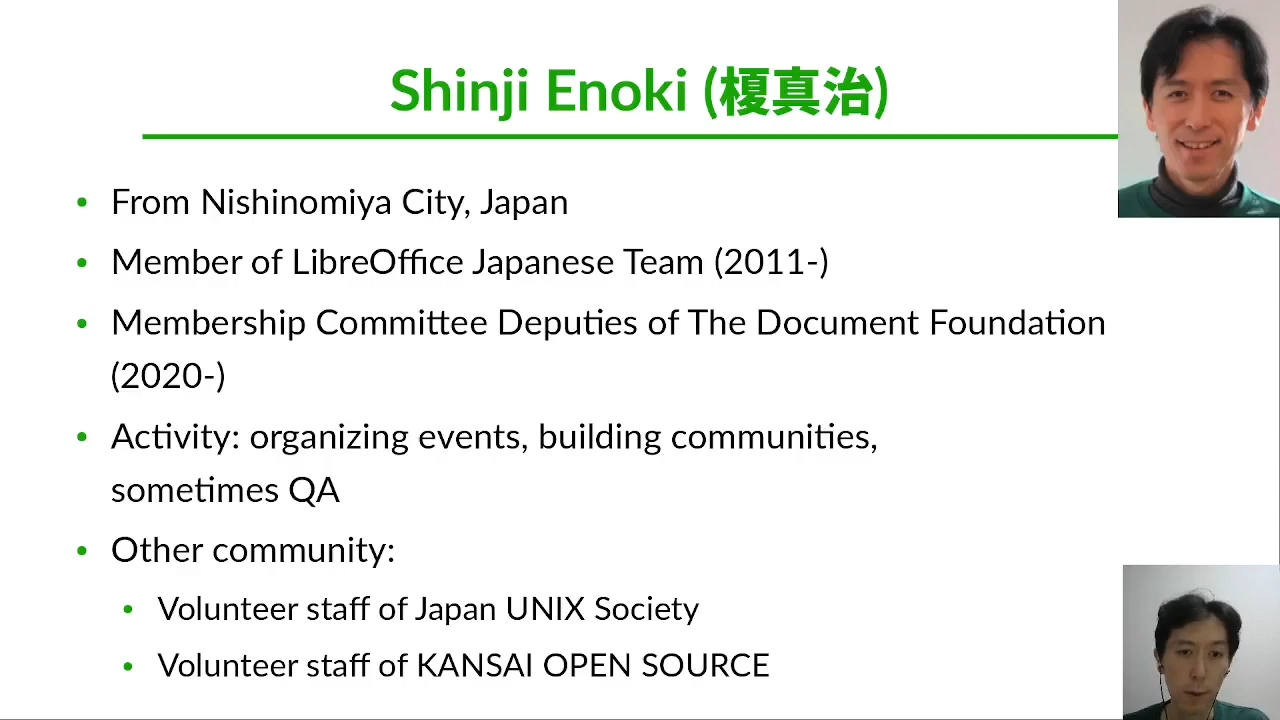 Shinji Enoki (榎真治)
• From Nishinomiya City, Japan
• Member of LibreOffice Japanese Team (2011-)
• Membership Committee Deputies of The Document Foundation
(2020-)
• Activity: organizing events, building communities,
sometimes QA
• Other community:
• Volunteer staff of Japan UNIX Society
• Volunteer staff of KANSAI OPEN SOURCE